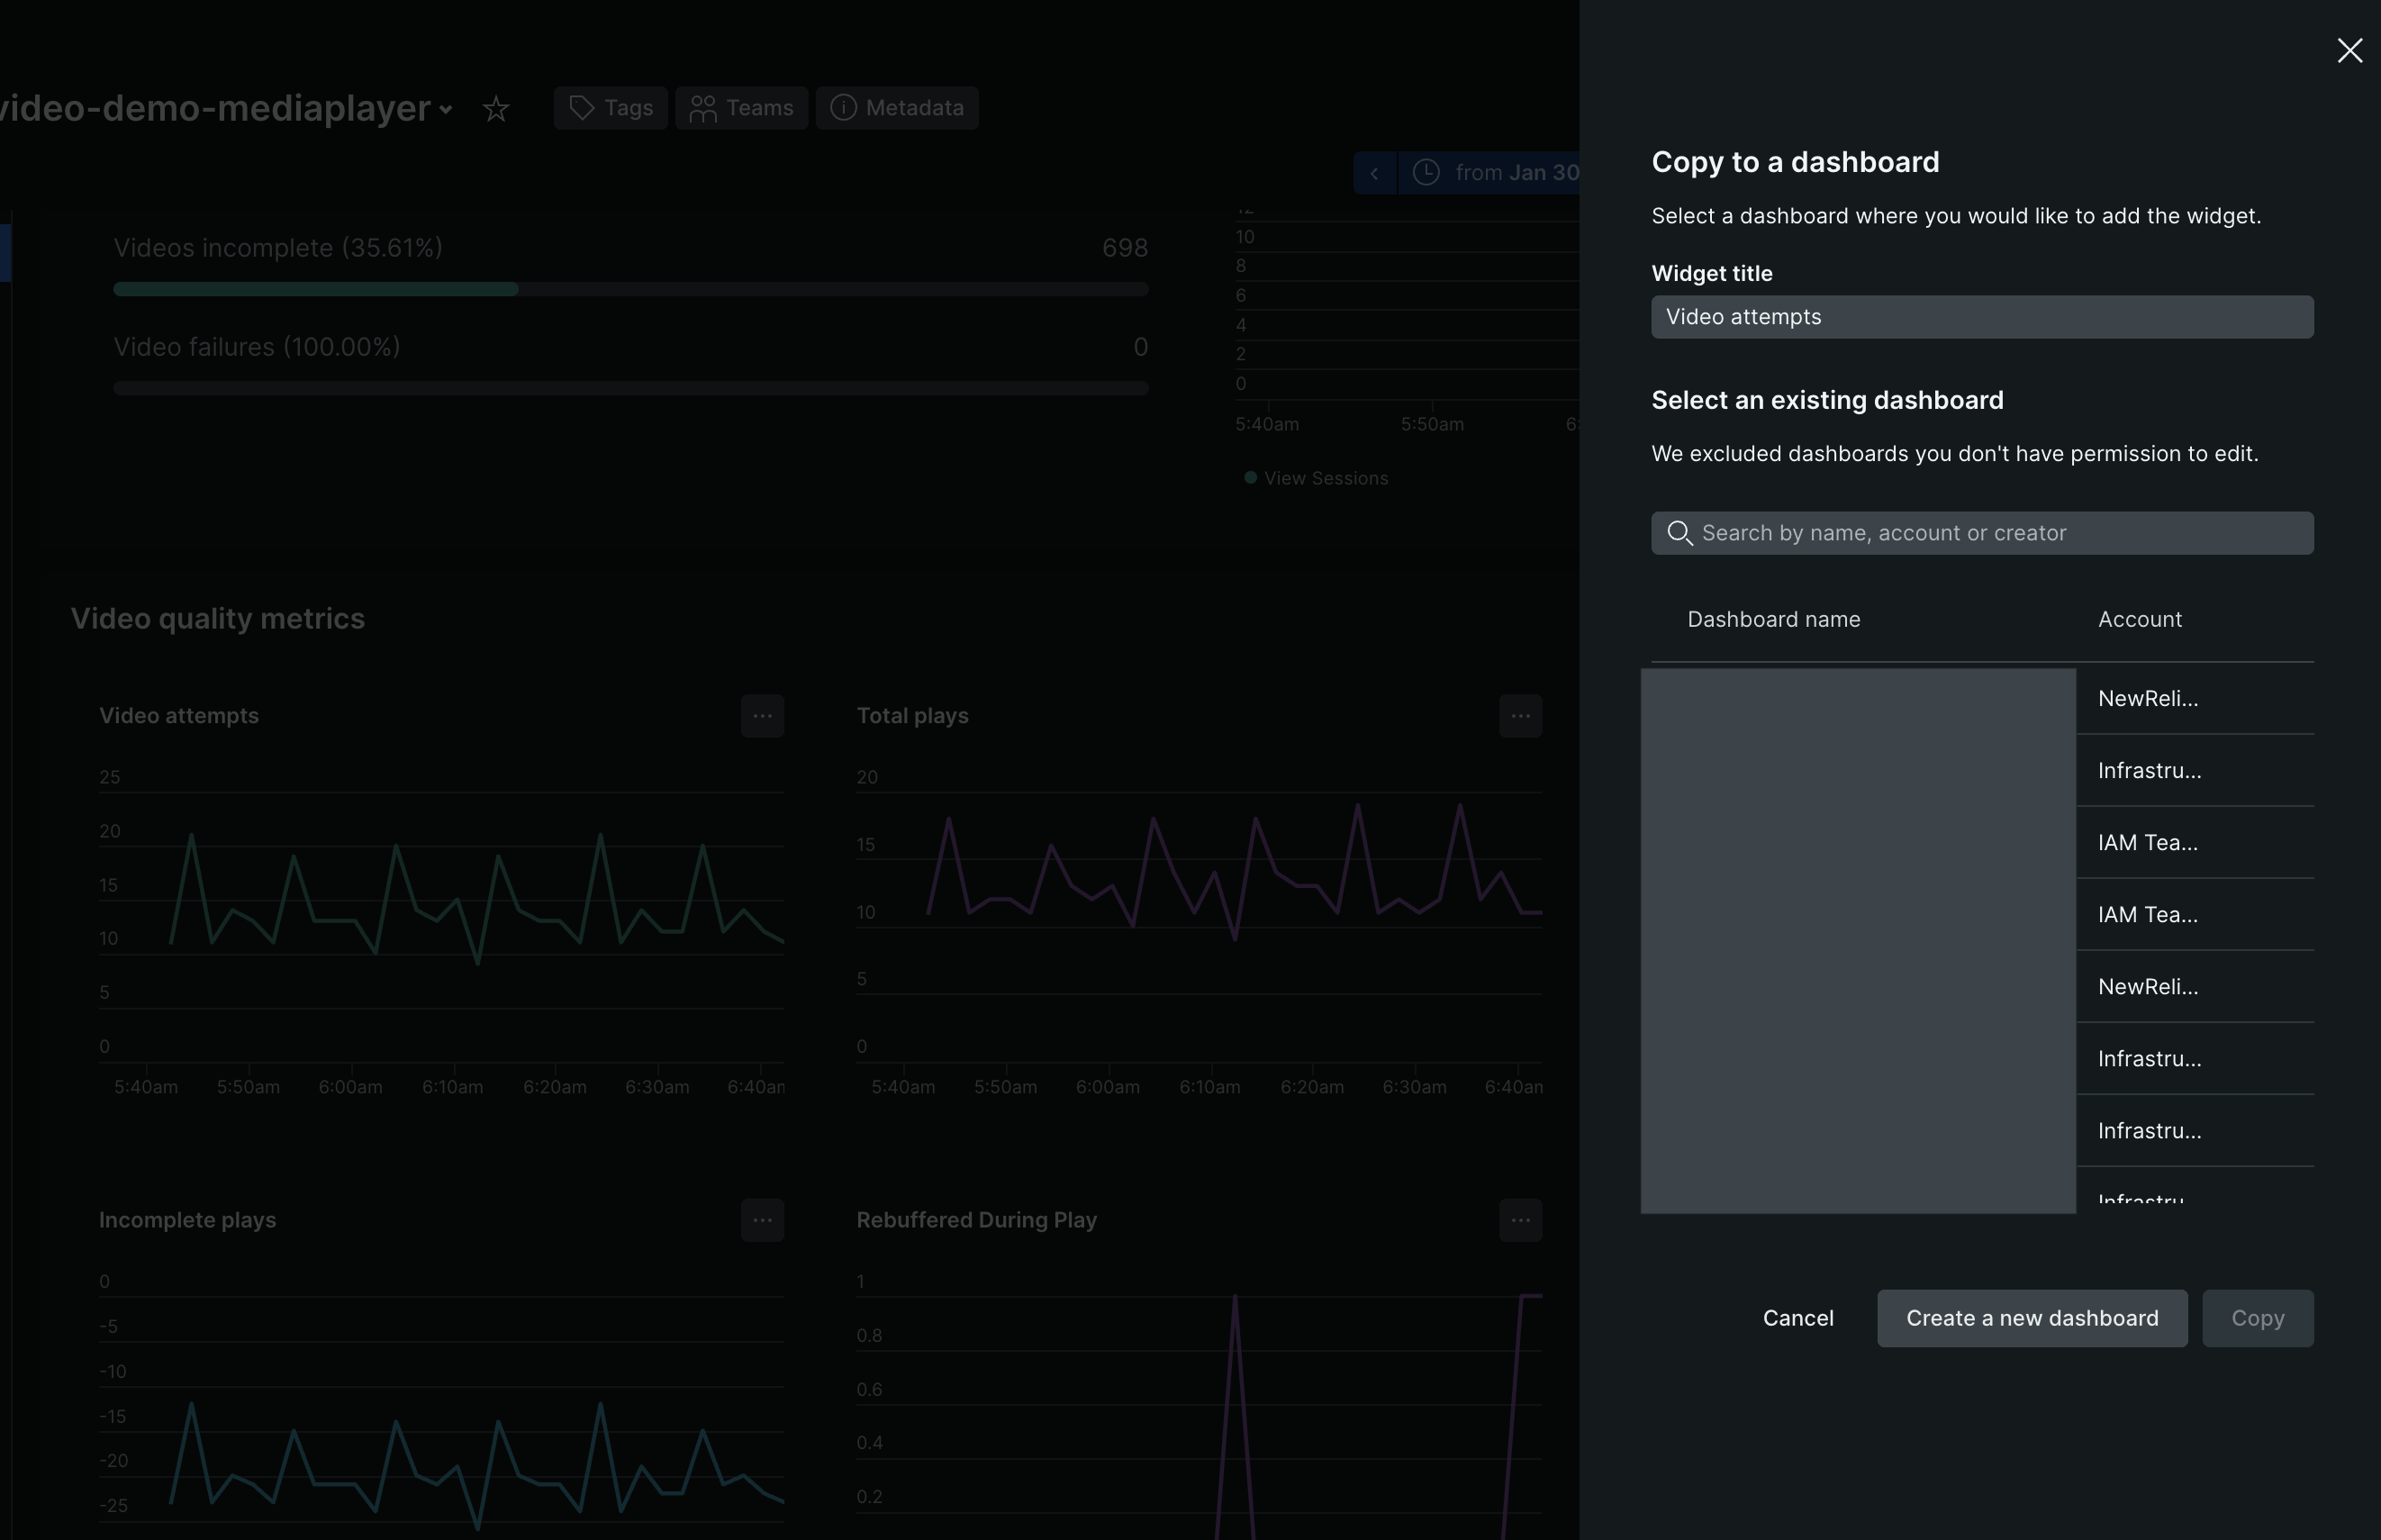 video-demo-mediaplayer
Tags
Teams
Metadata
from Jan 30
Videos incomplete (35.61%)
698
Video failures (100.00%)
0
12
10
8
6
4
2
0
5:40am
5:50am
6:
View Sessions
Video quality metrics
Video attempts
...
25
20
15
10
5
0
5:40am
5:50am
6:00am
6:10am
6:20am
6:30am
6:40am
Total plays
...
20
15
10
5
0
5:40am
5:50am
6:00am
6:10am
6:20am
6:30am
6:40am
Incomplete plays
...
0
-5
-10
-15
-20
-25
Rebuffered During Play
...
1
0.8
0.6
0.4
0.2
Copy to a dashboard
Select a dashboard where you would like to add the widget.
Widget title
Video attempts
Select an existing dashboard
We excluded dashboards you don't have permission to edit.
Search by name, account or creator
Dashboard name
Account
NewReli...
Infrastru...
IAM Tea...
IAM Tea...
NewReli...
Infrastru...
Infrastru...
Infrastru...
Cancel
Create a new dashboard
Copy